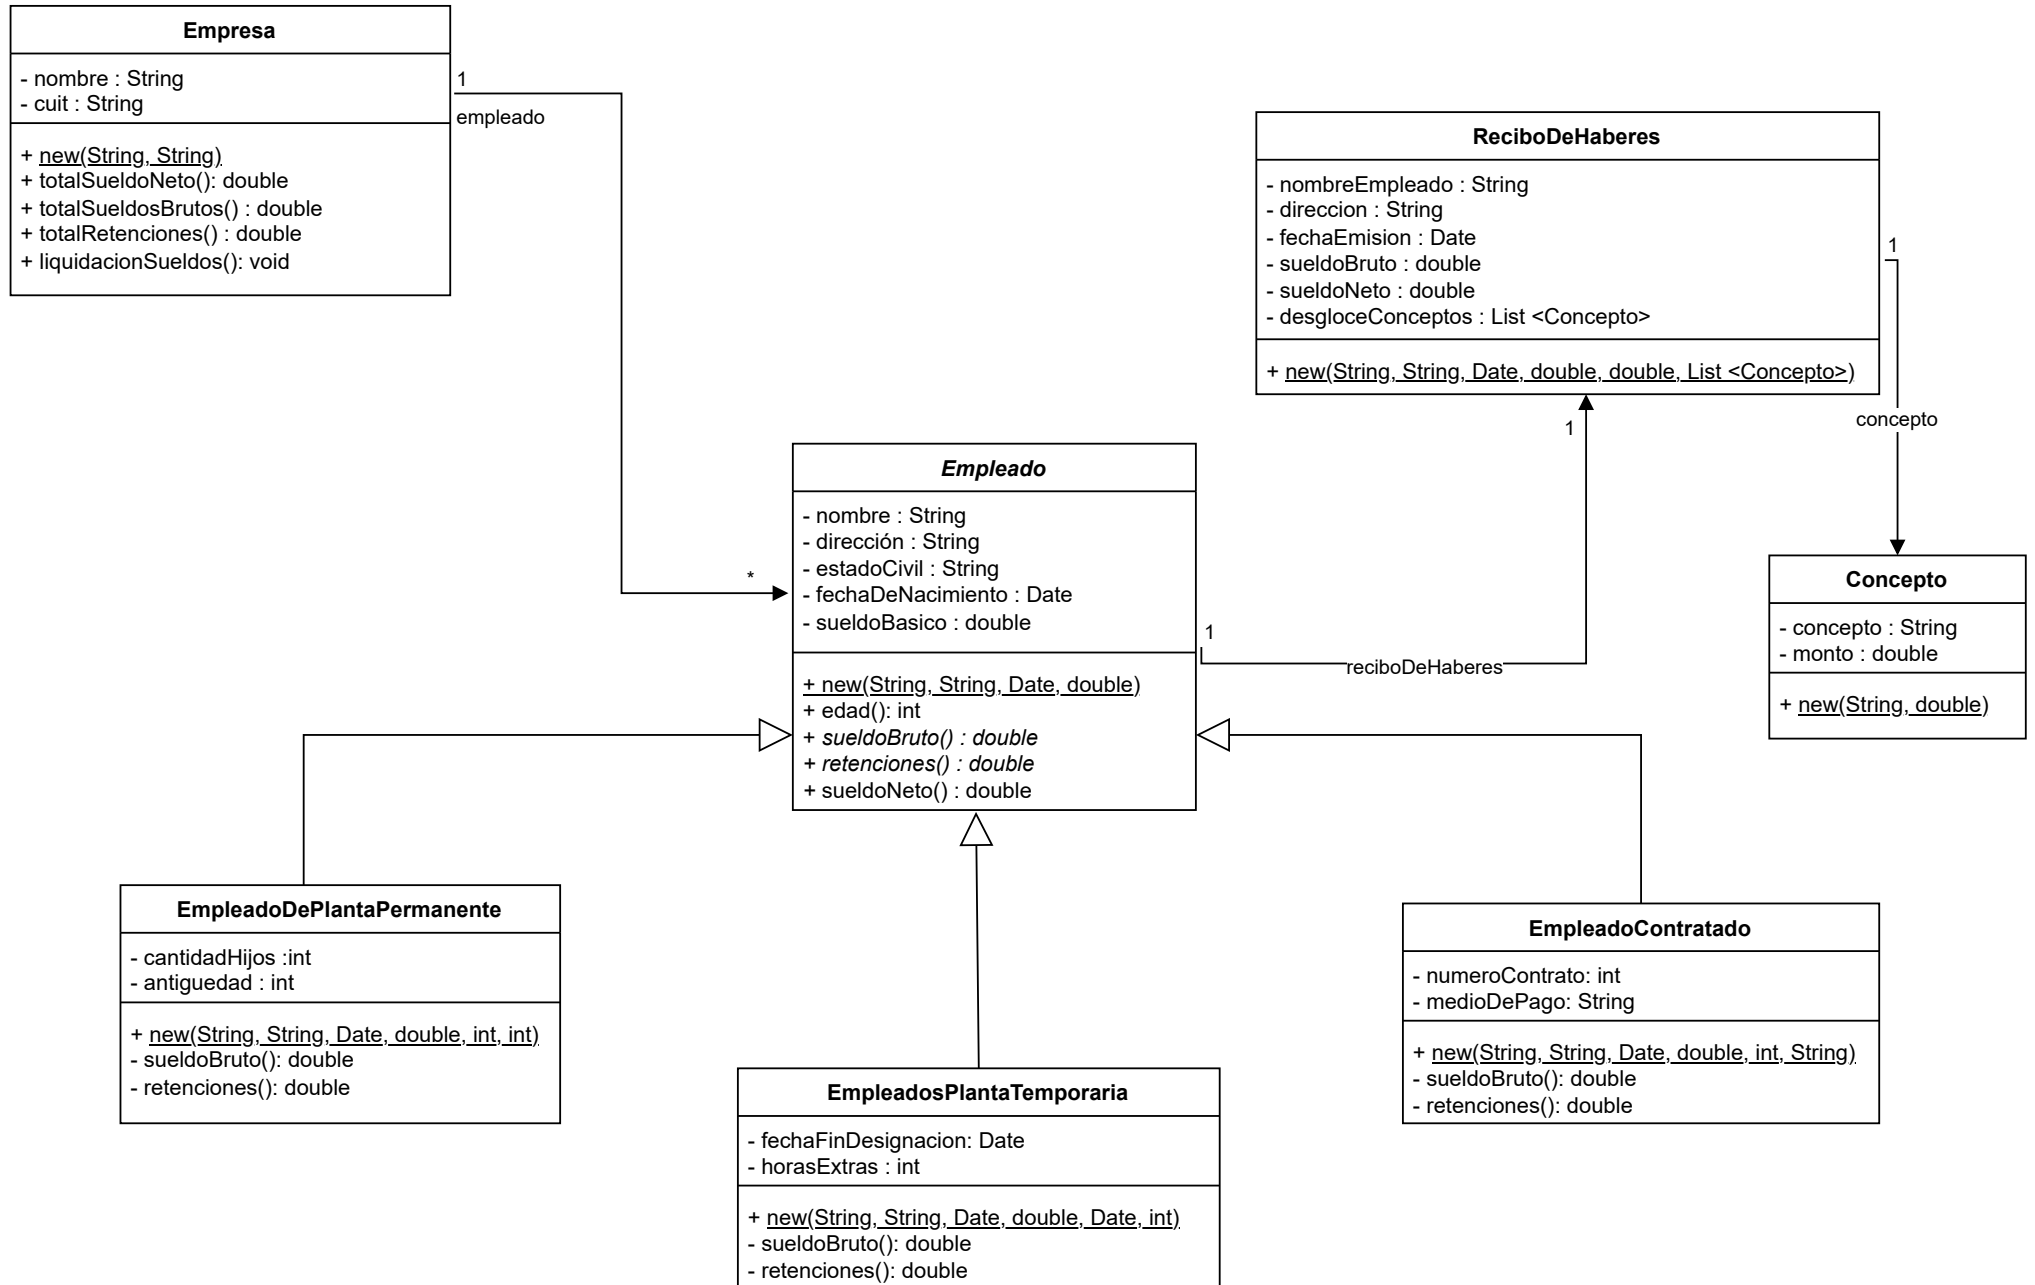 Empresa
- nombre : String
- cuit : String
+ new(String, String)
+ totalSueldoNeto(): double
+ totalSueldosBrutos() : double
+ totalRetenciones() : double
+ liquidacionSueldos(): void
1
empleado
*
ReciboDeHaberes
- nombreEmpleado : String
- direccion : String
- fechaEmision : Date
- sueldoBruto : double
- sueldoNeto : double
- desgloceConceptos : List <Concepto>
+ new(String, String, Date, double, double, List <Concepto>)
1
concepto
1
Empleado
- nombre : String
- dirección : String
- estadoCivil : String
- fechaDeNacimiento : Date
- sueldoBasico : double
+ new(String, String, Date, double)
+ edad(): int
+ sueldoBruto() : double
+ retenciones() : double
+ sueldoNeto() : double
1
reciboDeHaberes
Concepto
- concepto : String
- monto : double
+ new(String, double)
EmpleadoDePlantaPermanente
- cantidadHijos :int
- antiguedad : int
+ new(String, String, Date, double, int, int)
- sueldoBruto(): double
- retenciones(): double
EmpleadosPlantaTemporaria
- fechaFinDesignacion: Date
- horasExtras : int
+ new(String, String, Date, double, Date, int)
- sueldoBruto(): double
- retenciones(): double
EmpleadoContratado
- numeroContrato: int
- medioDePago: String
+ new(String, String, Date, double, int, String)
- sueldoBruto(): double
- retenciones(): double